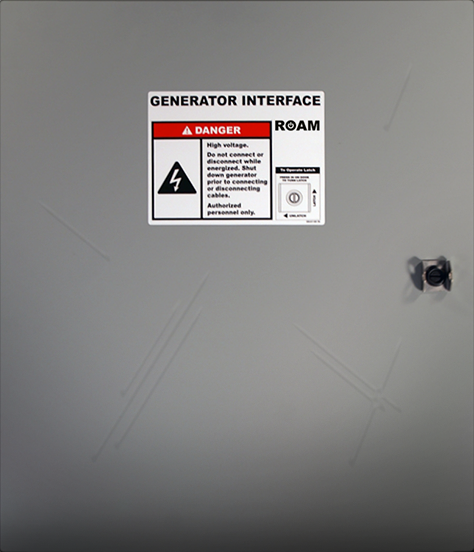 GENERATOR INTERFACE
DANGER
ROAM
High voltage.
Do not connect or
disconnect while
energized. Shut
down generator
prior to connecting
or disconnecting
cables.
Authorized
personnel only.
To Operate Latch
UNLATCH